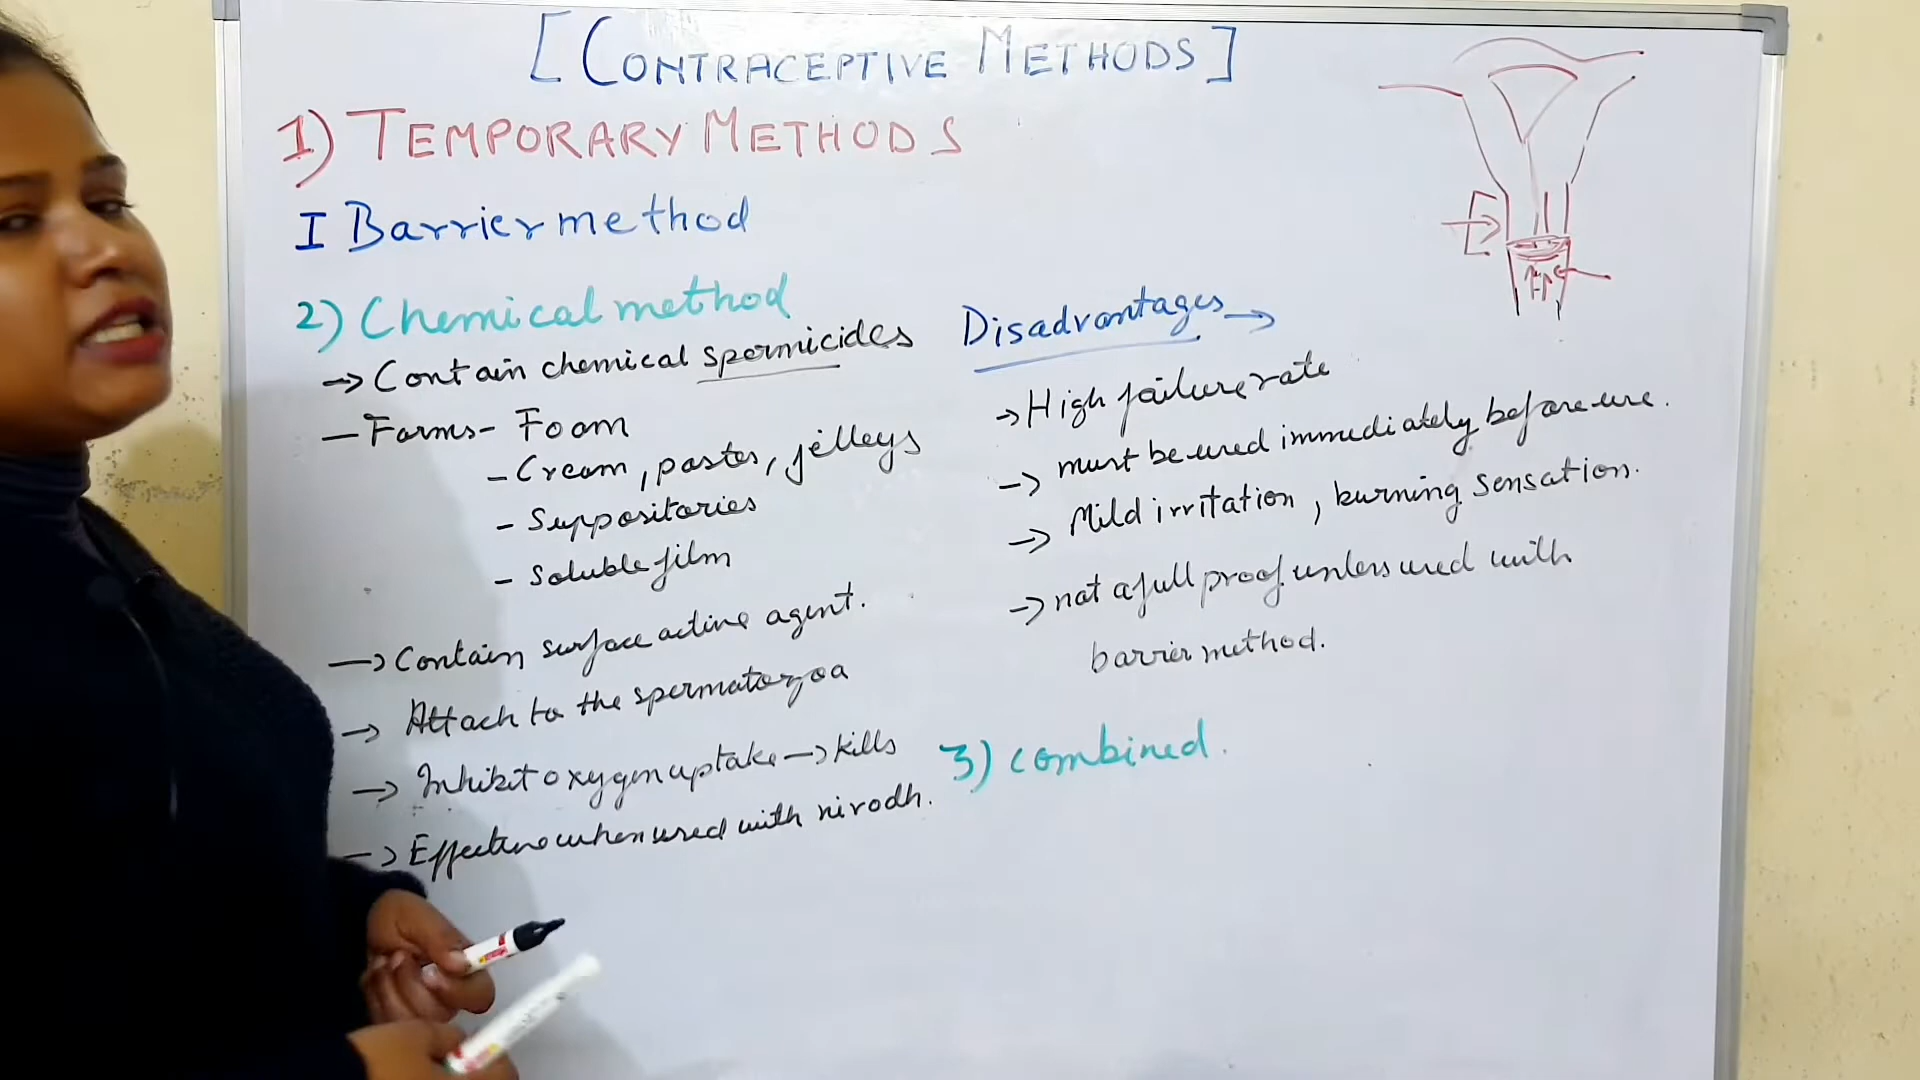 [CONTRACEPTIVE METHODS]
1) TEMPORARY METHODS
I Barrier method
2) Chemical method
→ Contain chemical spermicides
— Forms - Foam
- Cream, pastes, jelleys
- Suppositories
- Soluble film
→ Contain surface active agent.
→ Attach to the spermatozoa
→ Inhibit oxygen uptake → kills
→ Effective when used with nirodh.
Disadvantages →
→ High failure rate
→ must be used immediately before use.
→ Mild irritation, burning sensation.
→ not a full proof unless used with
barrier method.
3) combined.